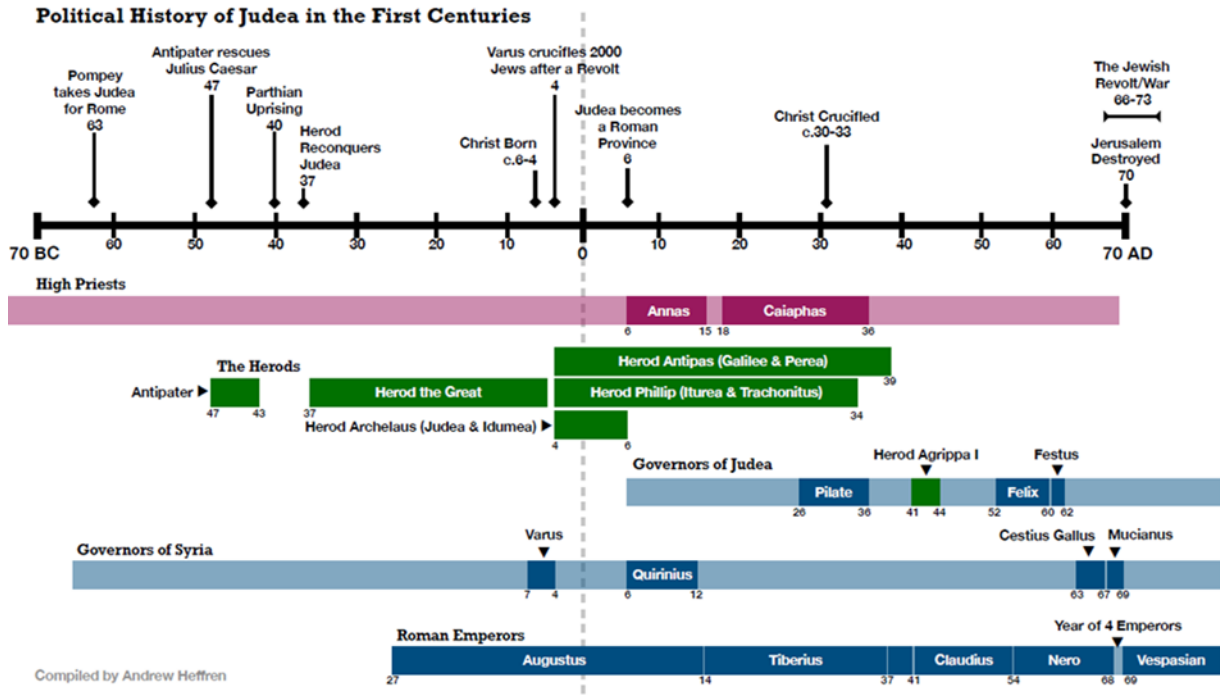 Political History of Judea in the First Centuries
Pompey
takes Judea
for Rome
63
Antipater rescues
Julius Caesar
47
Parthian
Uprising
40
Herod
Reconquers
Judea
37
Christ Born
c.6-4
Varus crucifies 2000
Jews after a Revolt
4
Judea becomes
a Roman
Province
6
Christ Crucified
c.30-33
The Jewish
Revolt/War
66-73
Jerusalem
Destroyed
70
70 BC 60 50 40 30 20 10 0 10 20 30 40 50 60 70 AD
High Priests
Annas Caiaphas
6 15 18 36
The Herods
Herod Antipas (Galilee & Perea)
39
Antipater Herod the Great Herod Phillip (Iturea & Trachonitus)
47 43 37 34
Herod Archelaus (Judea & Idumea)
4 6
Governors of Judea Herod Agrippa I Festus
Pilate Felix
26 36 41 44 52 60 62
Governors of Syria Varus Cestius Gallus Mucianus
Quirinius
7 4 6 12 63 67 69
Roman Emperors Year of 4 Emperors
Augustus Tiberius Claudius Nero Vespasian
27 14 37 41 54 68 69
Compiled by Andrew Heffren